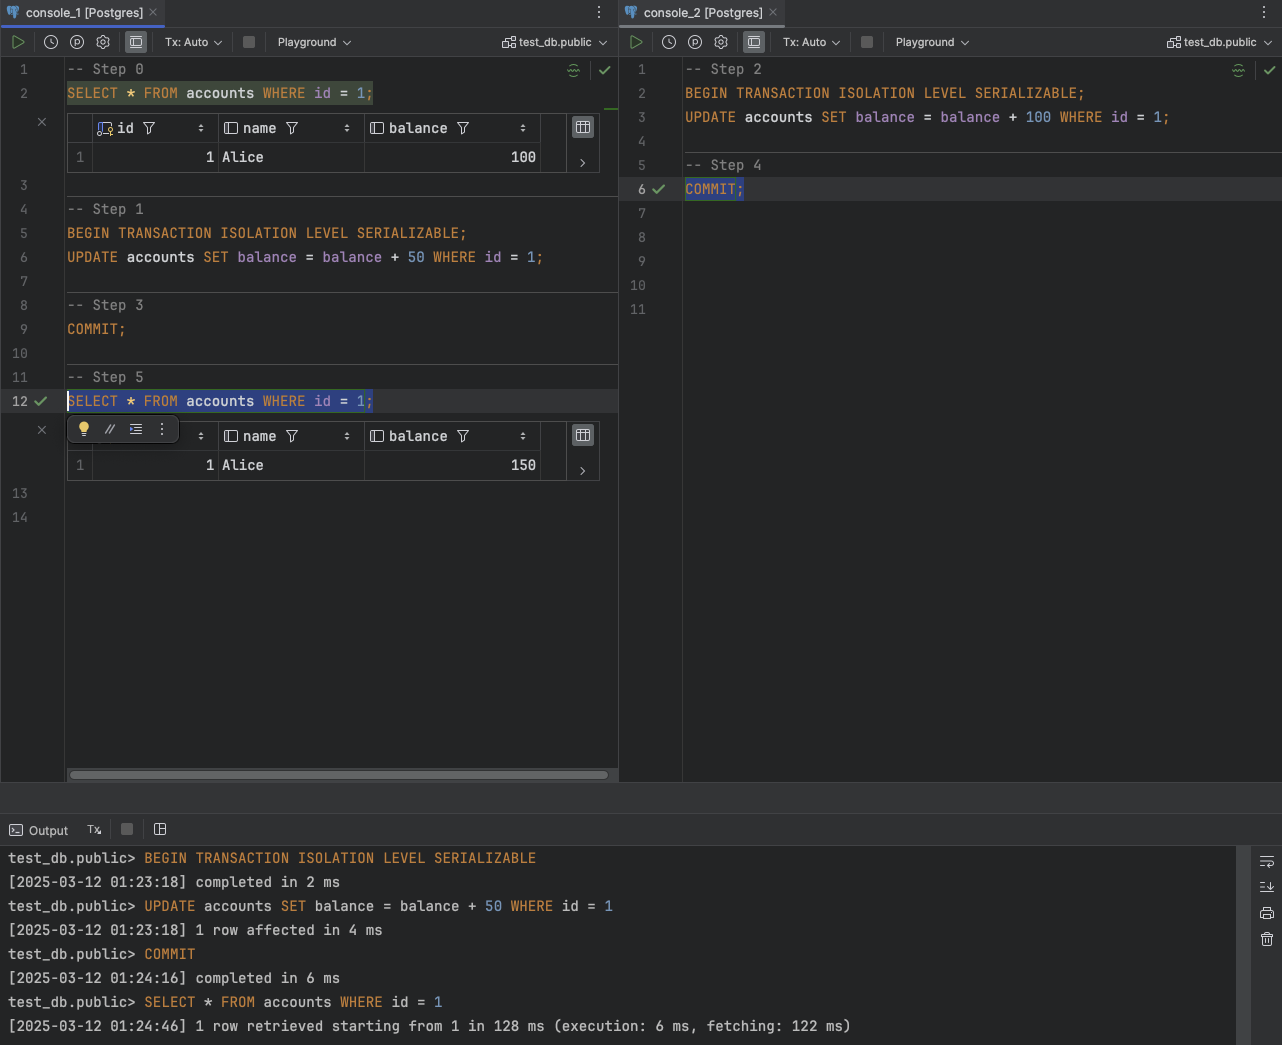 console_1 [Postgres]
Tx: Auto
Playground
test_db.public
1 -- Step 0
2 SELECT * FROM accounts WHERE id = 1;
id name balance
1 1 Alice 100
3
4 -- Step 1
5 BEGIN TRANSACTION ISOLATION LEVEL SERIALIZABLE;
6 UPDATE accounts SET balance = balance + 50 WHERE id = 1;
7
8 -- Step 3
9 COMMIT;
10
11 -- Step 5
12 SELECT * FROM accounts WHERE id = 1;
name balance
1 1 Alice 150
13
14
console_2 [Postgres]
Tx: Auto
Playground
test_db.public
1 -- Step 2
2 BEGIN TRANSACTION ISOLATION LEVEL SERIALIZABLE;
3 UPDATE accounts SET balance = balance + 100 WHERE id = 1;
4
5 -- Step 4
6 COMMIT;
7
8
9
10
11
Output Tx
test_db.public> BEGIN TRANSACTION ISOLATION LEVEL SERIALIZABLE
[2025-03-12 01:23:18] completed in 2 ms
test_db.public> UPDATE accounts SET balance = balance + 50 WHERE id = 1
[2025-03-12 01:23:18] 1 row affected in 4 ms
test_db.public> COMMIT
[2025-03-12 01:24:16] completed in 6 ms
test_db.public> SELECT * FROM accounts WHERE id = 1
[2025-03-12 01:24:46] 1 row retrieved starting from 1 in 128 ms (execution: 6 ms, fetching: 122 ms)